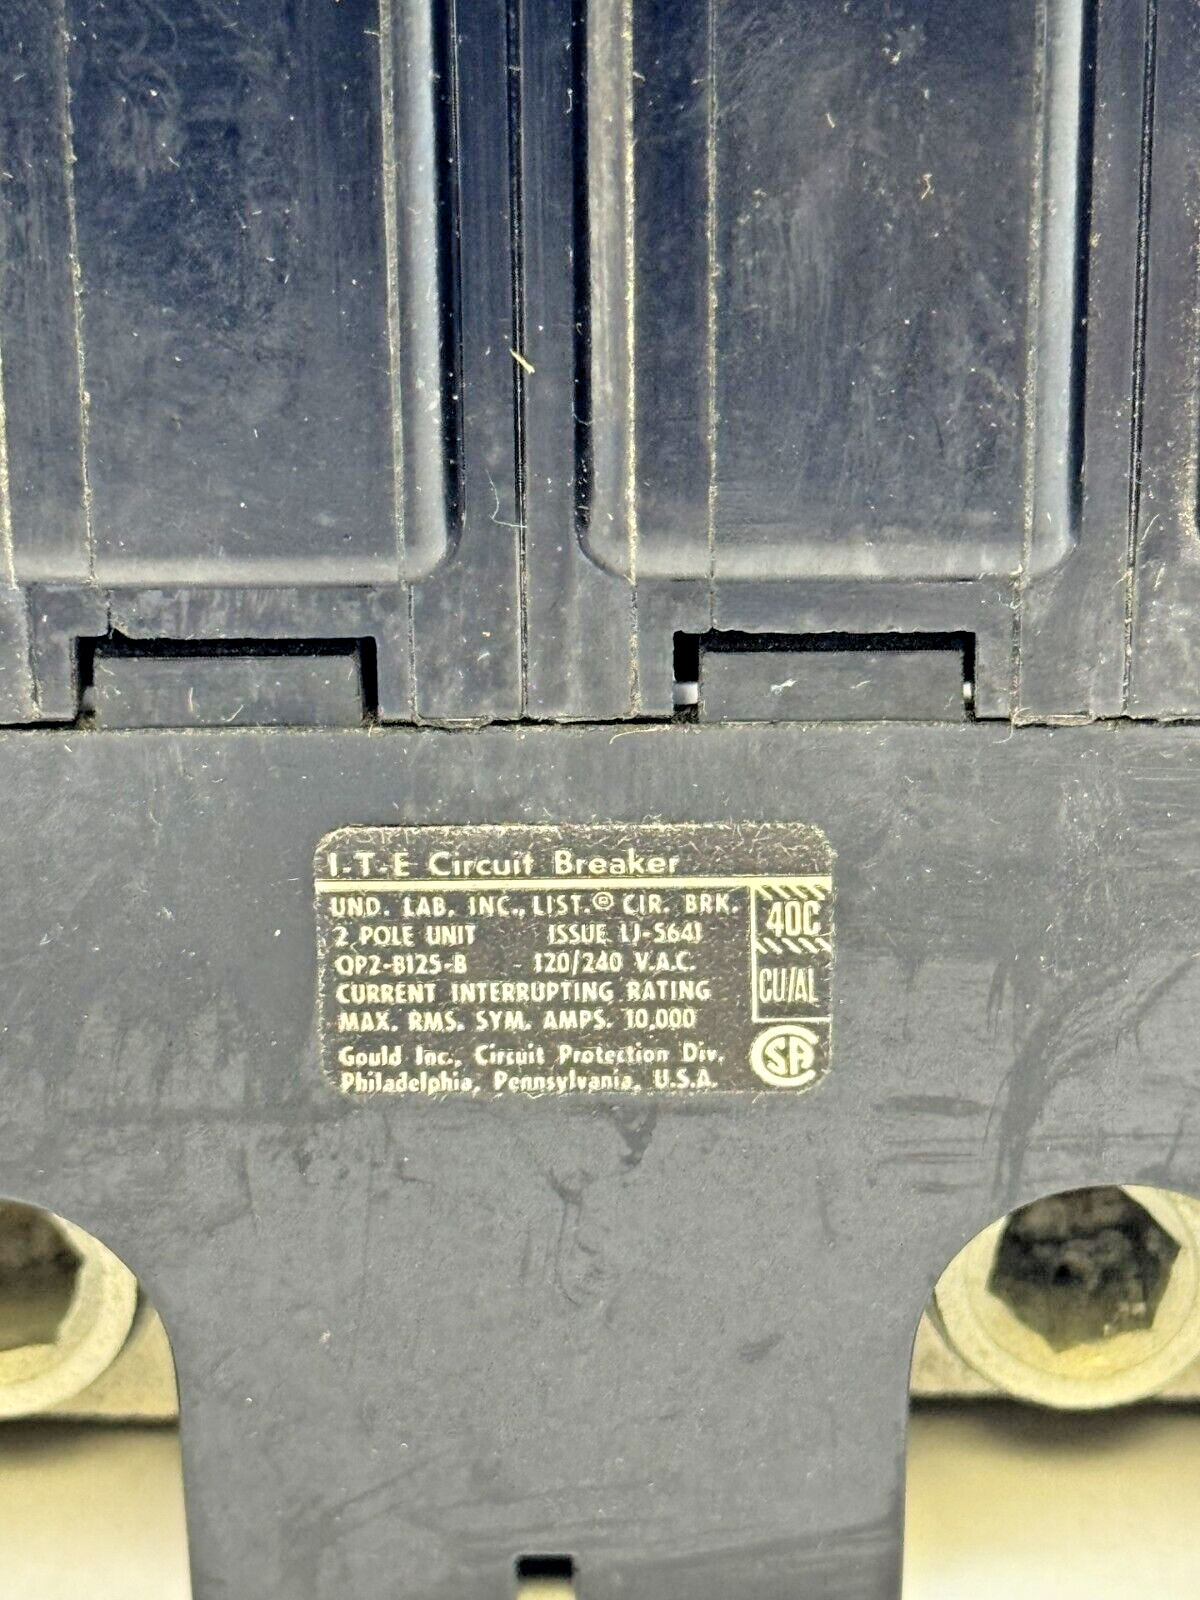 I-T-E Circuit Breaker
UND. LAB. INC., LIST.® CIR. BRK.
2 POLE UNIT ISSUE LJ-5641
QP2-B125-B 120/240 V.A.C.
CURRENT INTERRUPTING RATING
MAX. RMS. SYM. AMPS. 10,000
Gould Inc., Circuit Protection Div.
Philadelphia, Pennsylvania, U.S.A.
40C
CU/AL
SA